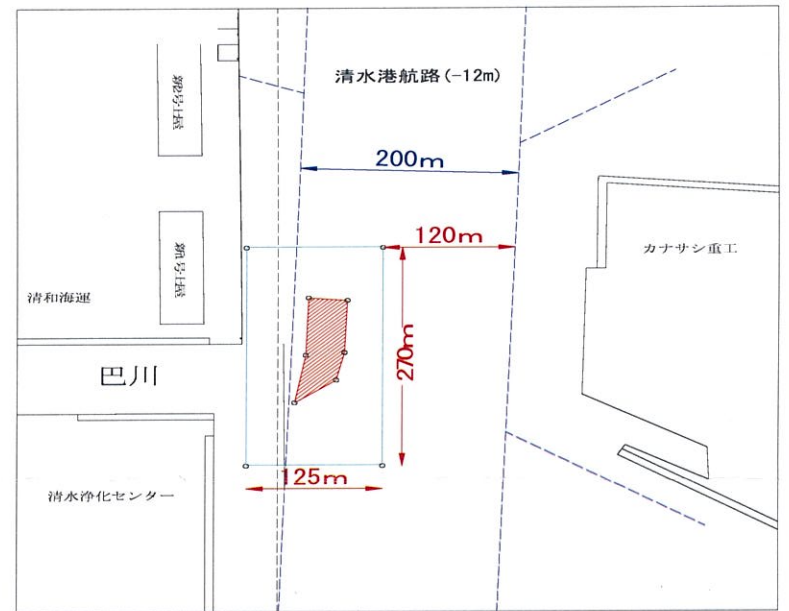 清水港航路(-12m)
200m
120m
カナサシ重工
清和海運
270m
巴川
125m
清水浄化センター